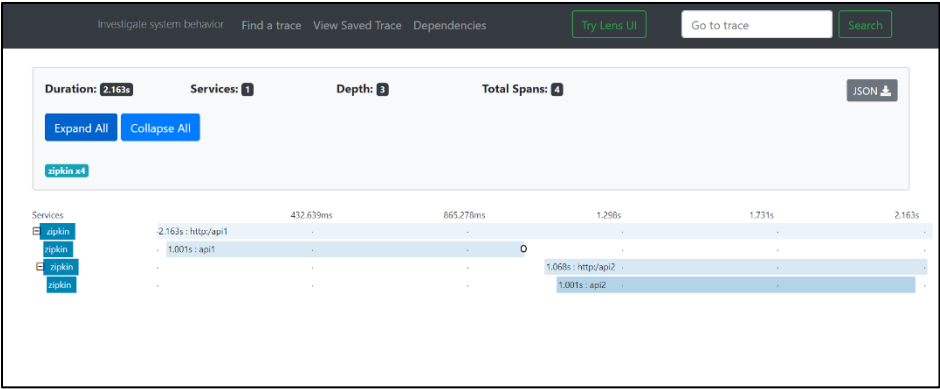 Investigate system behavior Find a trace View Saved Trace Dependencies Try Lens UI Go to trace Search
Duration: 2.163s Services: 1 Depth: 3 Total Spans: 4 JSON
Expand All Collapse All
zipkin x4
Services 432.639ms 865.278ms 1.298s 1.731s 2.163s
zipkin 2.163s : http:/api1
zipkin 1.001s : api1
zipkin 1.068s : http:/api2
zipkin 1.001s : api2